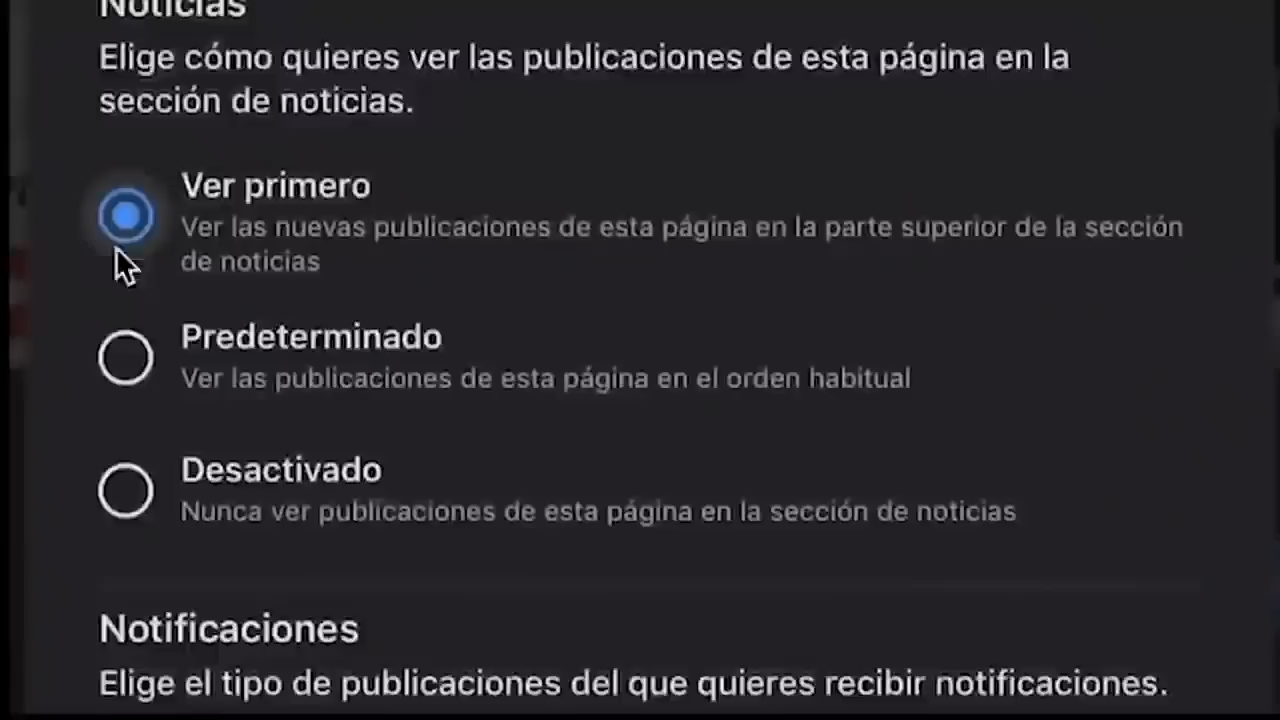 Noticias
Elige cómo quieres ver las publicaciones de esta página en la
sección de noticias.
Ver primero
Ver las nuevas publicaciones de esta página en la parte superior de la sección
de noticias
Predeterminado
Ver las publicaciones de esta página en el orden habitual
Desactivado
Nunca ver publicaciones de esta página en la sección de noticias
Notificaciones
Elige el tipo de publicaciones del que quieres recibir notificaciones.